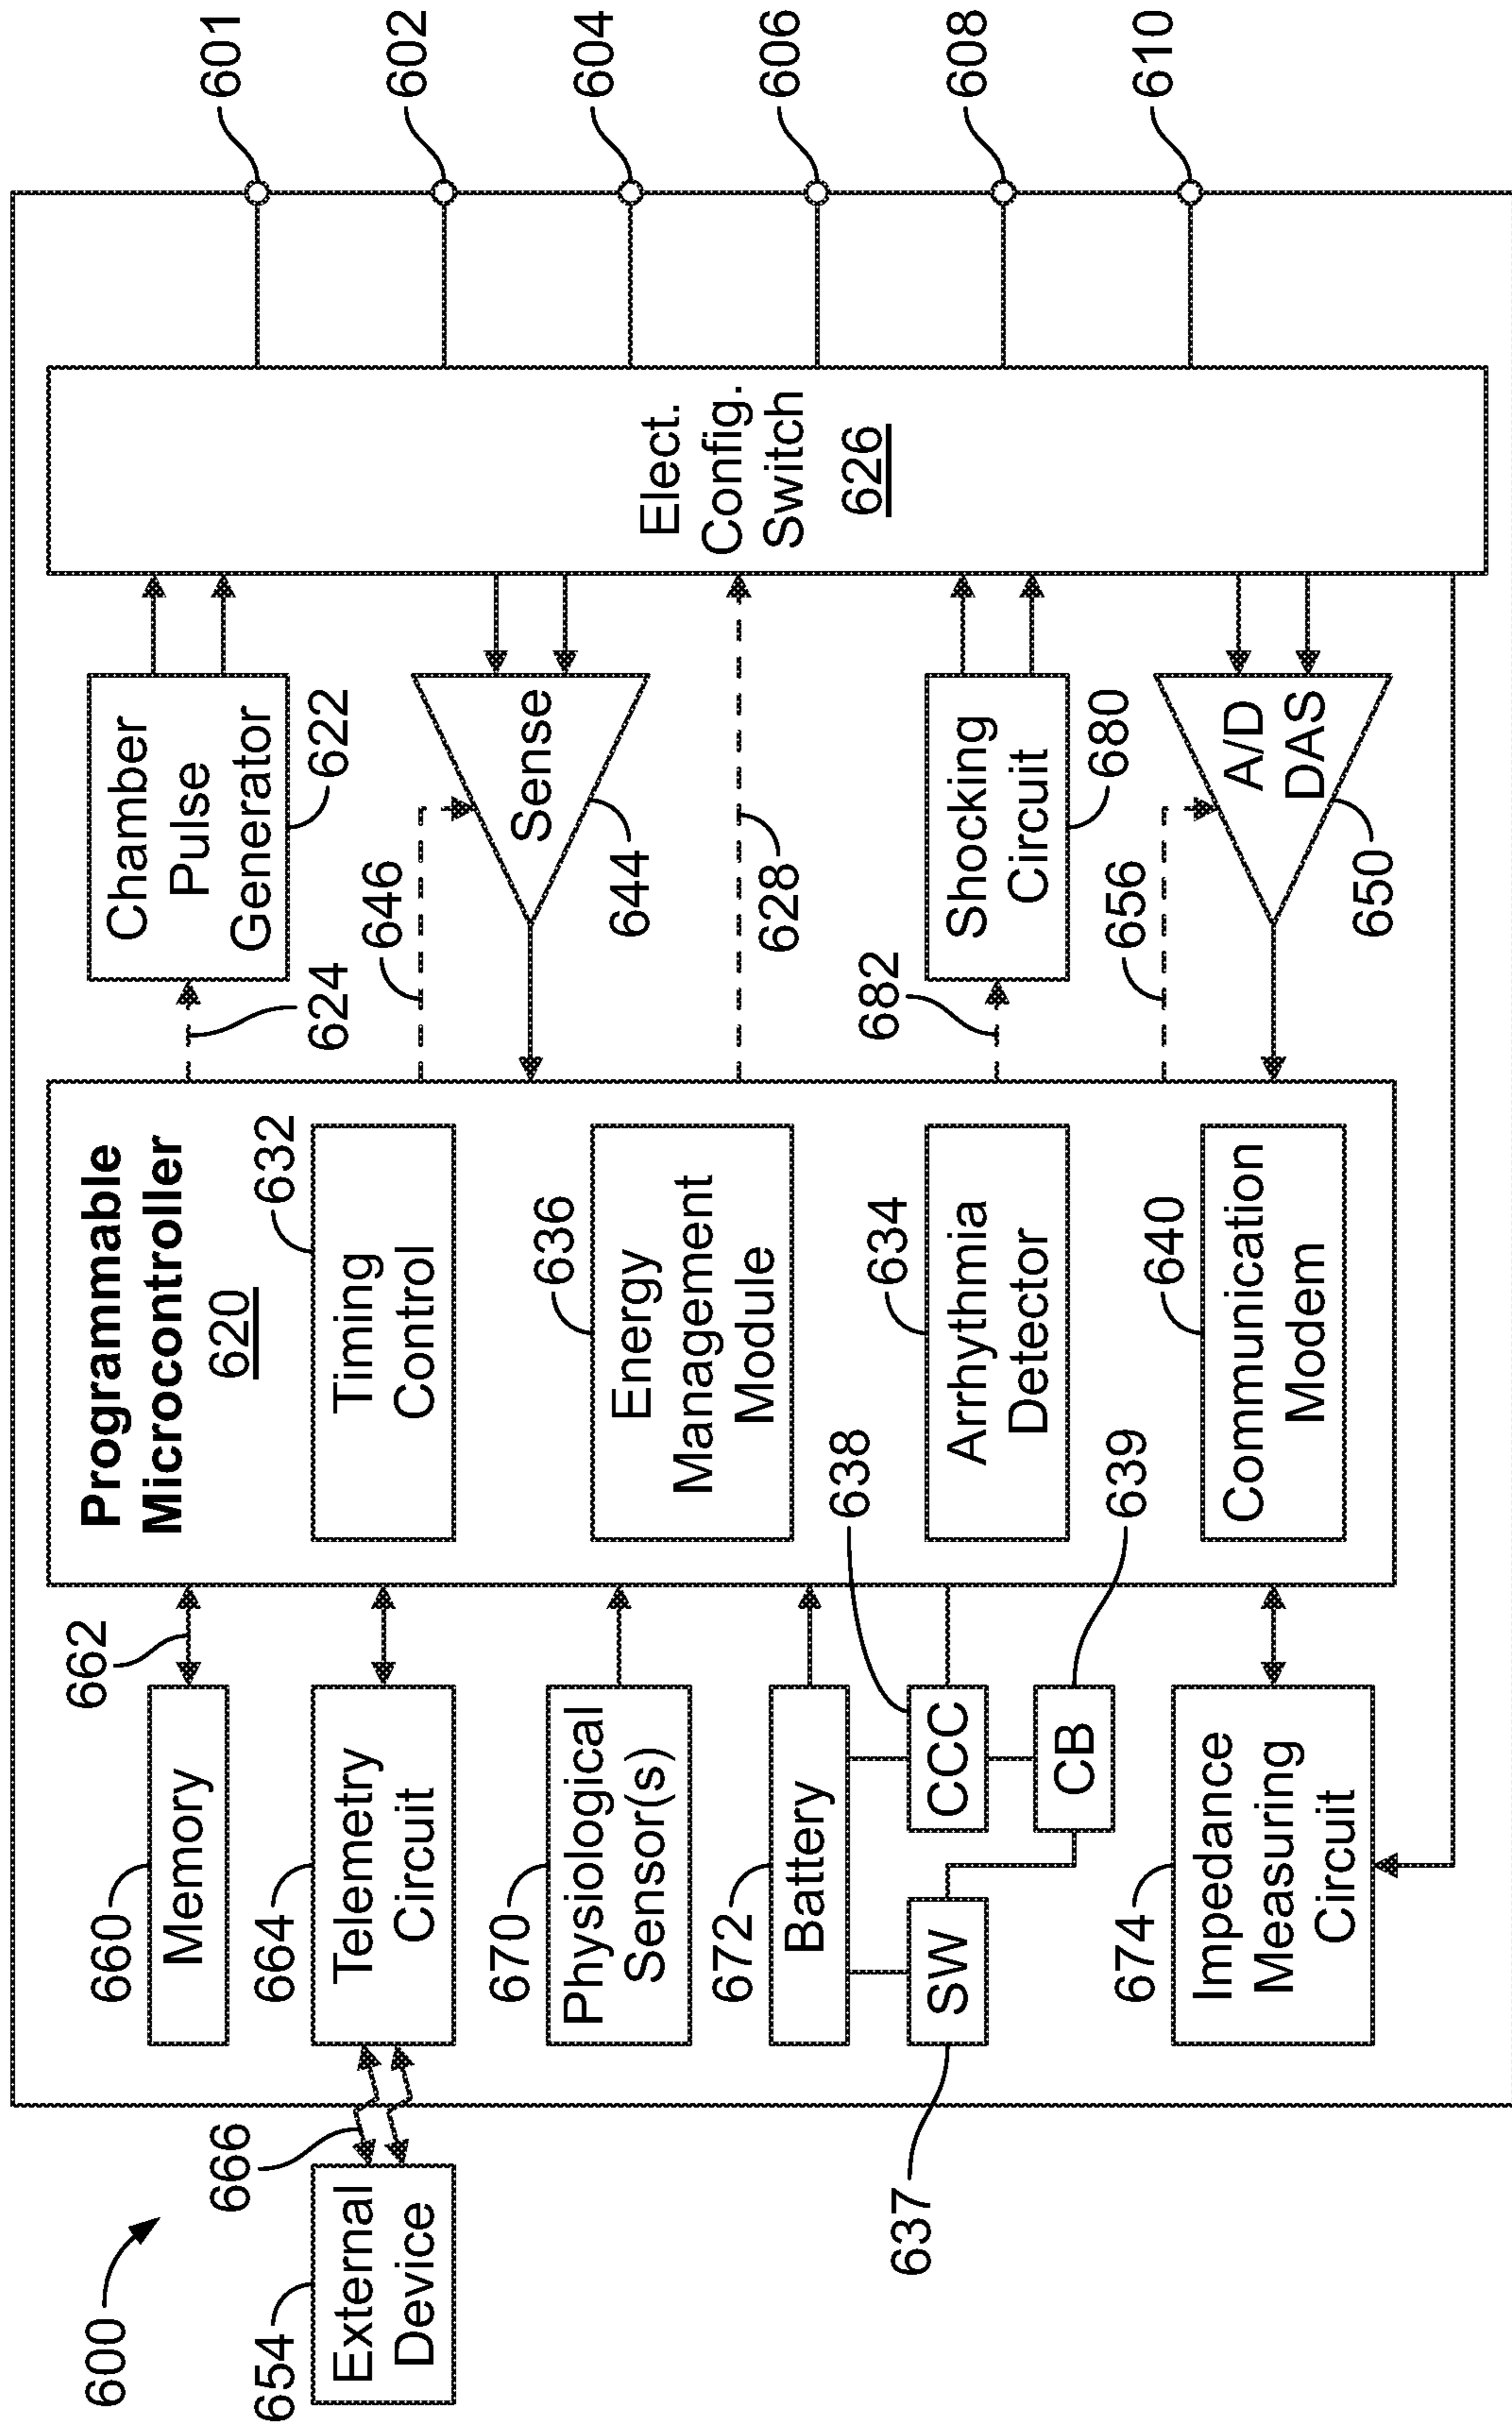 600
654
External
Device
666
660
Memory
662
664
Telemetry
Circuit
670
Physiological
Sensor(s)
672
Battery
SW
637
CCC
638
CB
639
674
Impedance
Measuring
Circuit
Programmable
Microcontroller
620
632
Timing
Control
636
Energy
Management
Module
634
Arrhythmia
Detector
640
Communication
Modem
624
Chamber
Pulse
Generator
622
646
Sense
644
628
682
Shocking
Circuit
680
656
A/D
DAS
650
Elect.
Config.
Switch
626
601
602
604
606
608
610